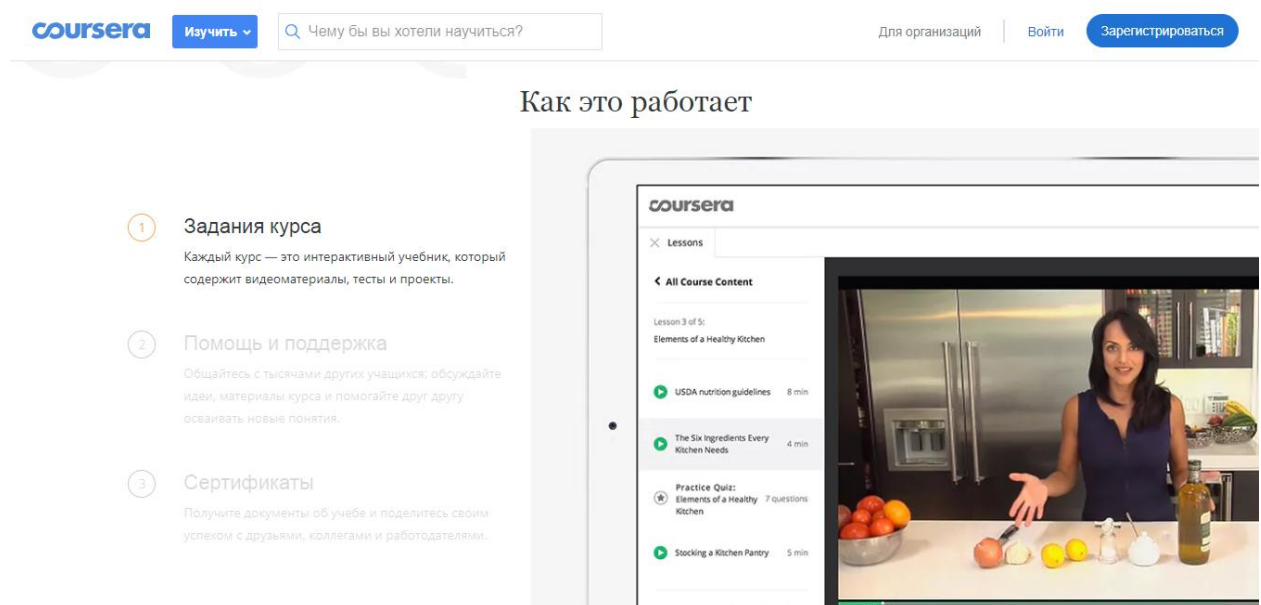 coursera
Изучить
Чему бы вы хотели научиться?
Для организаций
Войти
Зарегистрироваться
Как это работает
1
Задания курса
Каждый курс — это интерактивный учебник, который
содержит видеоматериалы, тесты и проекты.
2
Помощь и поддержка
Общайтесь с тысячами других учащихся: обсуждайте
идеи, материалы курса и помогайте друг другу
осваивать новые понятия.
3
Сертификаты
Получите документы об учебе и поделитесь своим
успехом с друзьями, коллегами и работодателями.
coursera
Lessons
All Course Content
Lesson 3 of 5:
Elements of a Healthy Kitchen
USDA nutrition guidelines 8 min
The Six Ingredients Every
Kitchen Needs 4 min
Practice Quiz:
Elements of a Healthy 7 questions
Kitchen
Stocking a Kitchen Pantry 5 min